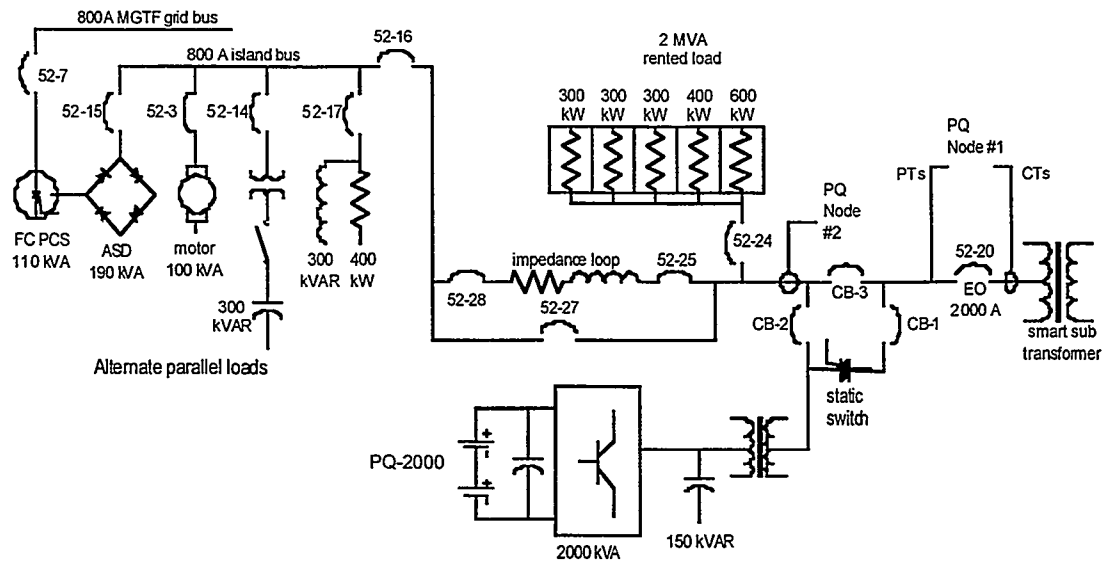 800A MGTF grid bus
52-16
800 A island bus
2 MVA
rented load
52-7
52-15
52-3
52-14
52-17
300
kW
300
kW
300
kW
400
kW
600
kW
PQ
Node #1
PTs
CTs
PQ
Node
#2
FC PCS
110 kVA
ASD
190 kVA
motor
100 kVA
300
kVAR
400
kW
52-24
52-20
EO
2000 A
impedance loop
52-25
52-28
52-27
CB-3
CB-2
CB-1
smart sub
transformer
300
kVAR
Alternate parallel loads
static
switch
PQ-2000
+
+
2000 kVA
150 kVAR